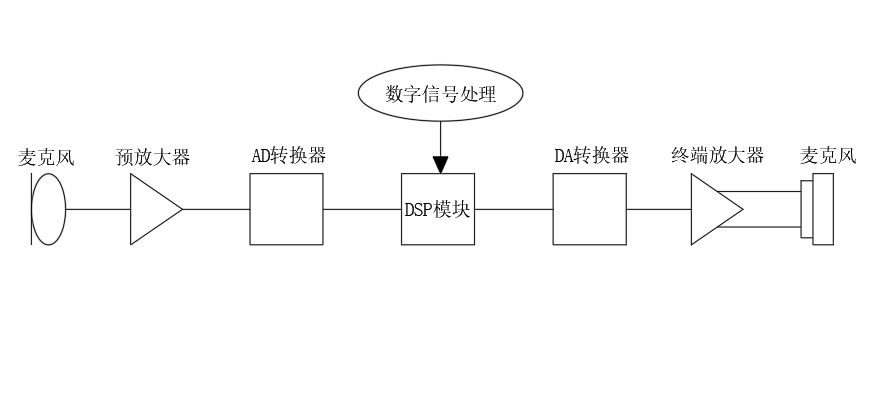 数字信号处理
麦克风
预放大器
AD转换器
DSP模块
DA转换器
终端放大器
麦克风